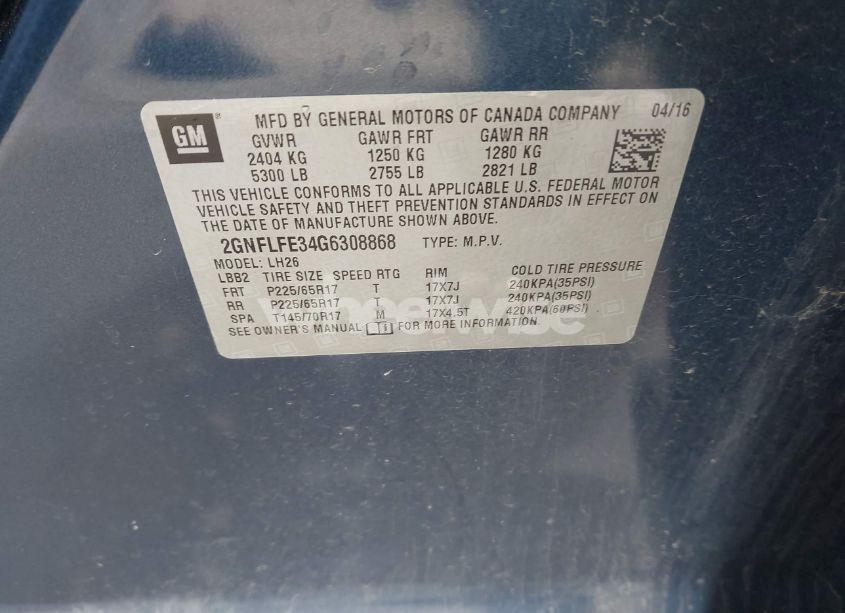 GM ® MFD BY GENERAL MOTORS OF CANADA COMPANY 04/16
GVWR GAWR FRT GAWR RR
2404 KG 1250 KG 1280 KG
5300 LB 2755 LB 2821 LB
THIS VEHICLE CONFORMS TO ALL APPLICABLE U.S. FEDERAL MOTOR
VEHICLE SAFETY AND THEFT PREVENTION STANDARDS IN EFFECT ON
THE DATE OF MANUFACTURE SHOWN ABOVE.
2GNFLFE34G6308868 TYPE: M.P.V.
MODEL: LH26
LBB2 TIRE SIZE SPEED RTG RIM COLD TIRE PRESSURE
FRT P225/65R17 T 17X7J 240KPA(35PSI)
RR P225/65R17 T 17X7J 240KPA(35PSI)
SPA T145/70R17 M 17X4.5T 420KPA(60PSI)
SEE OWNER'S MANUAL FOR MORE INFORMATION.